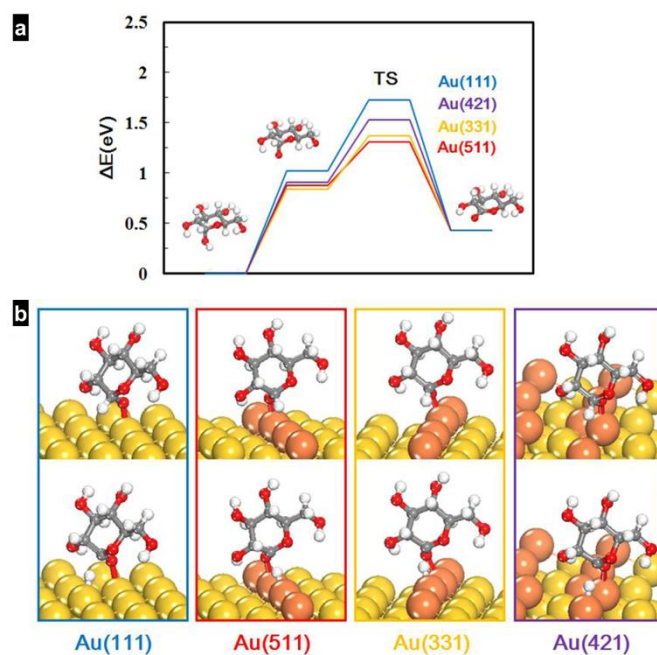 a
2.5
2
1.5
1
0.5
0
ΔE(eV)
TS
Au(111)
Au(421)
Au(331)
Au(511)
b
Au(111)
Au(511)
Au(331)
Au(421)